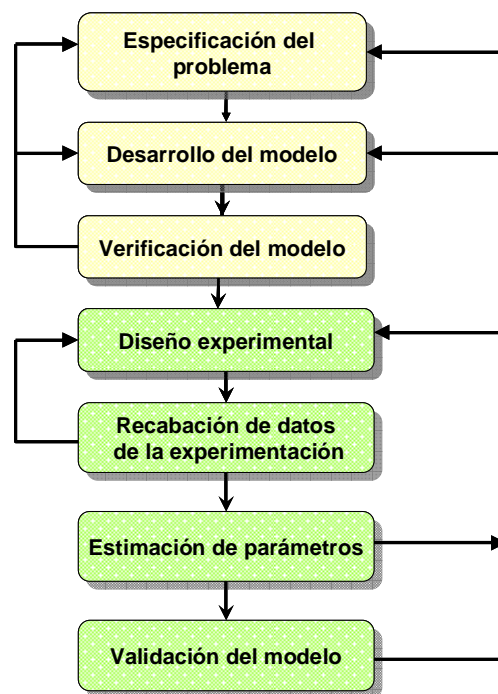 Especificación del
problema
Desarrollo del modelo
Verificación del modelo
Diseño experimental
Recabación de datos
de la experimentación
Estimación de parámetros
Validación del modelo